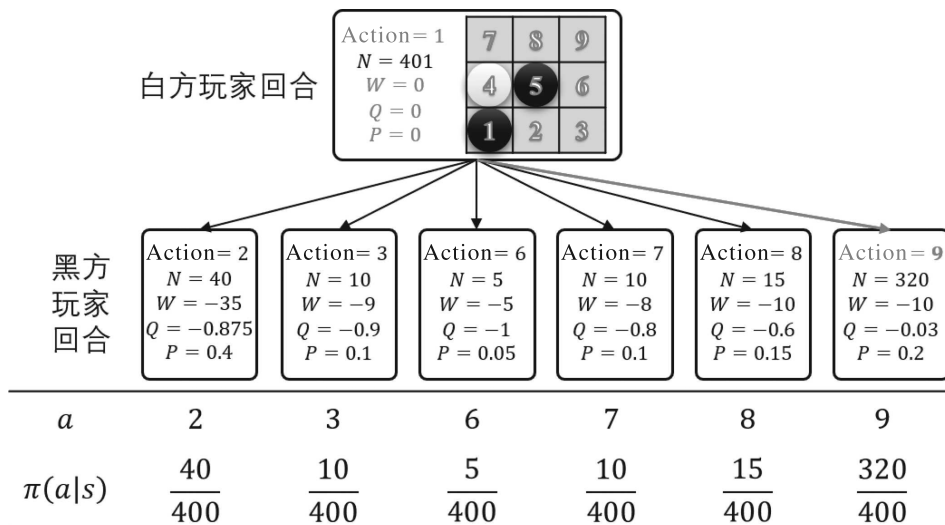 Action= 1
N = 401
W = 0
Q = 0
P = 0
7 8 9
4 5 6
1 2 3
白方玩家回合
黑方
玩家
回合
Action= 2
N = 40
W = −35
Q = −0.875
P = 0.4
Action= 3
N = 10
W = −9
Q = −0.9
P = 0.1
Action= 6
N = 5
W = −5
Q = −1
P = 0.05
Action= 7
N = 10
W = −8
Q = −0.8
P = 0.1
Action= 8
N = 15
W = −10
Q = −0.6
P = 0.15
Action= 9
N = 320
W = −10
Q = −0.03
P = 0.2
a 2 3 6 7 8 9
π(a|s) 40/400 10/400 5/400 10/400 15/400 320/400